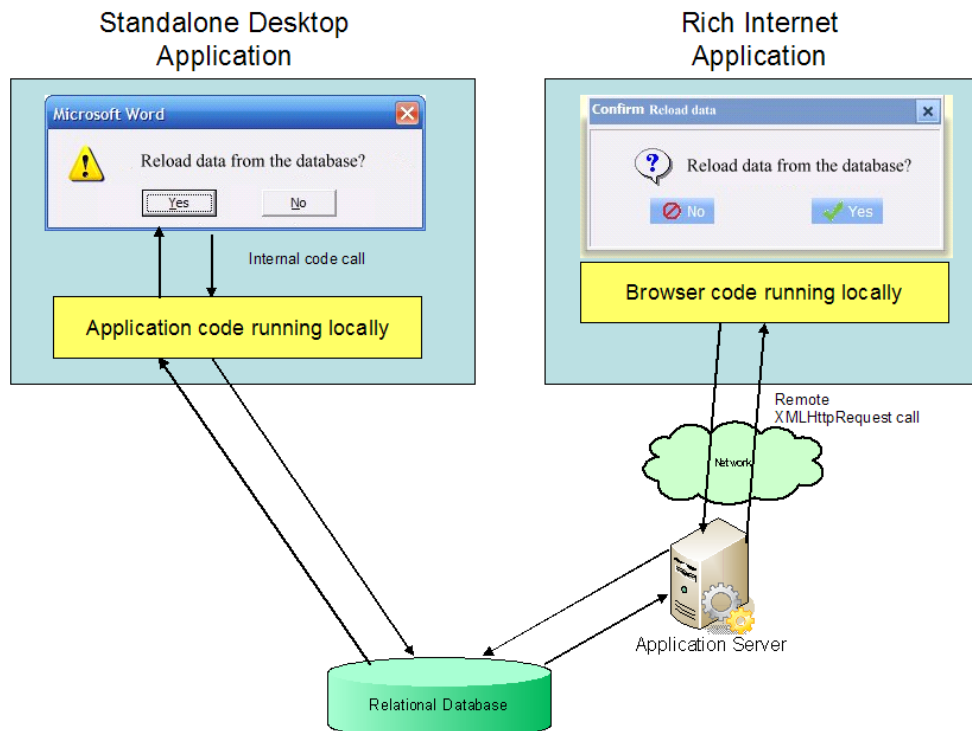 Standalone Desktop
Application
Rich Internet
Application
Microsoft Word
Reload data from the database?
Yes
No
Internal code call
Application code running locally
Confirm Reload data
Reload data from the database?
No
Yes
Browser code running locally
Remote
XMLHttpRequest call
Network
Application Server
Relational Database